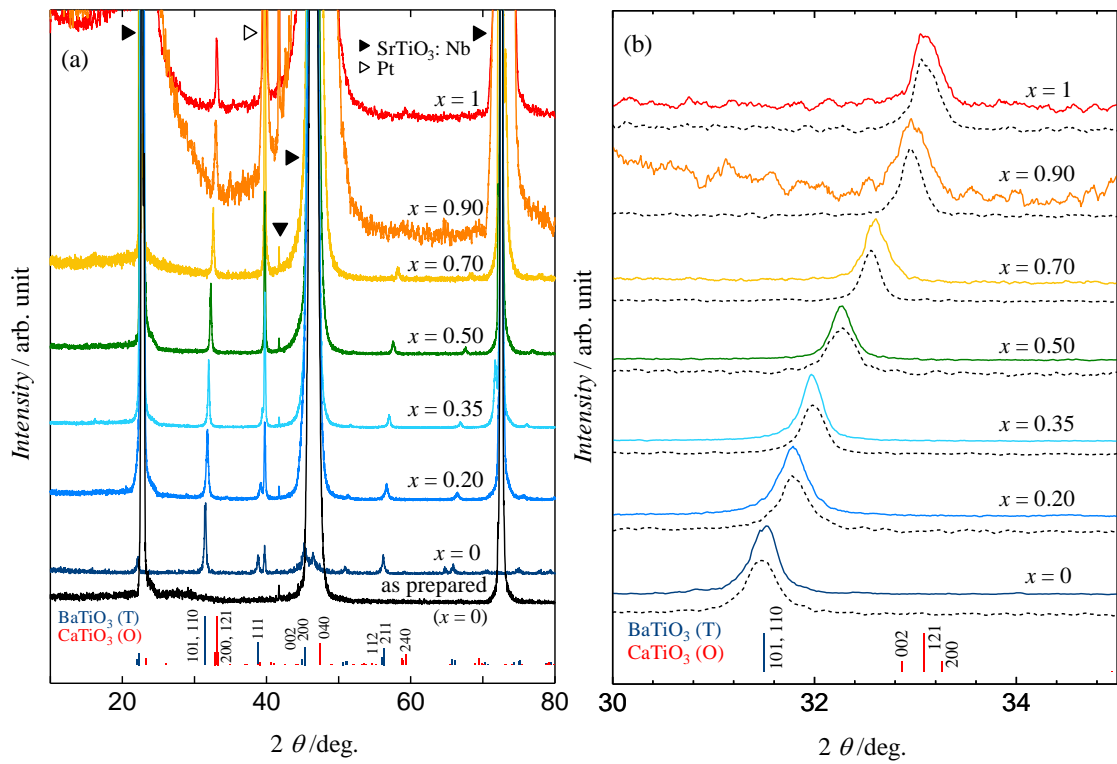 (a)
▶ SrTiO₃: Nb
▷ Pt
x = 1
x = 0.90
x = 0.70
x = 0.50
x = 0.35
x = 0.20
x = 0
as prepared
(x = 0)
BaTiO₃ (T)
CaTiO₃ (O)
101, 110
200, 121
111
002
200
040
112
211
240
20 40 60 80
2 θ /deg.
Intensity / arb. unit
(b)
x = 1
x = 0.90
x = 0.70
x = 0.50
x = 0.35
x = 0.20
x = 0
BaTiO₃ (T)
CaTiO₃ (O)
101, 110
002
121
200
30 32 34
2 θ /deg.
Intensity / arb. unit